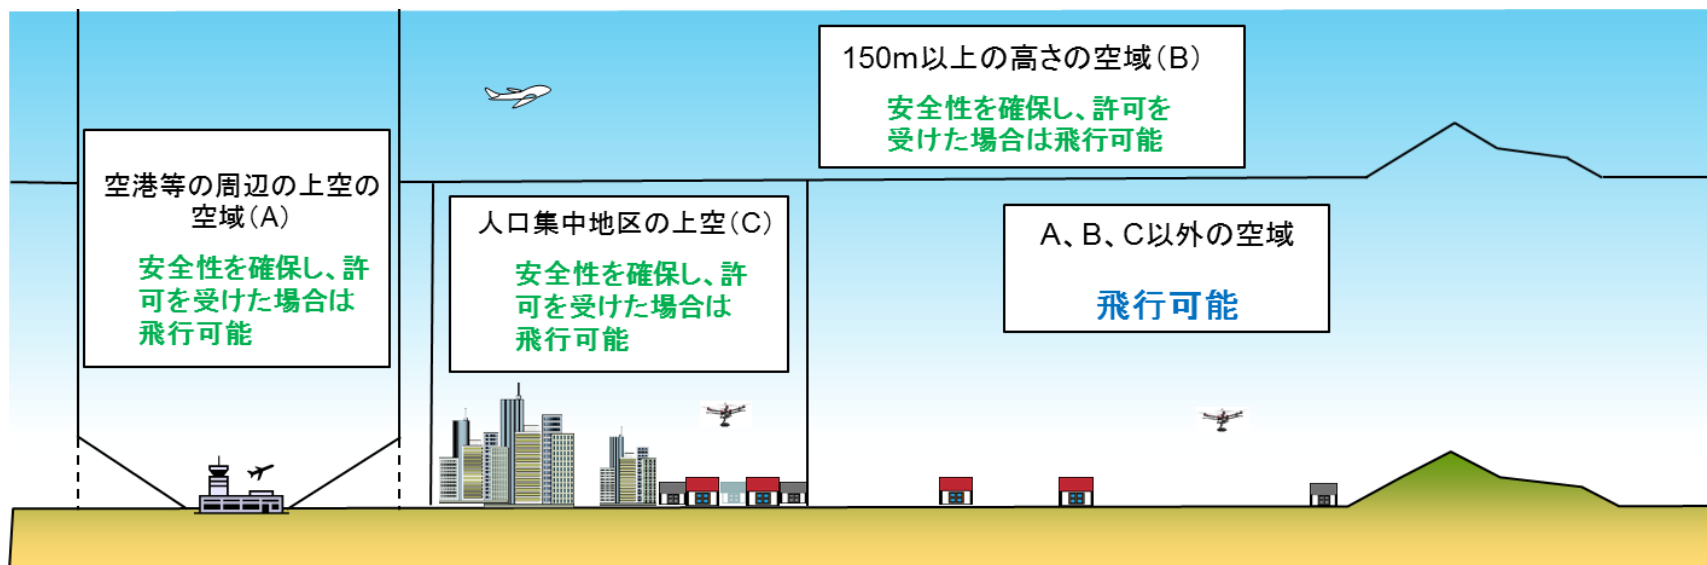 150m以上の高さの空域(B)
安全性を確保し、許可を
受けた場合は飛行可能
空港等の周辺の上空の
空域(A)
安全性を確保し、許
可を受けた場合は
飛行可能
人口集中地区の上空(C)
安全性を確保し、許
可を受けた場合は
飛行可能
A、B、C以外の空域
飛行可能